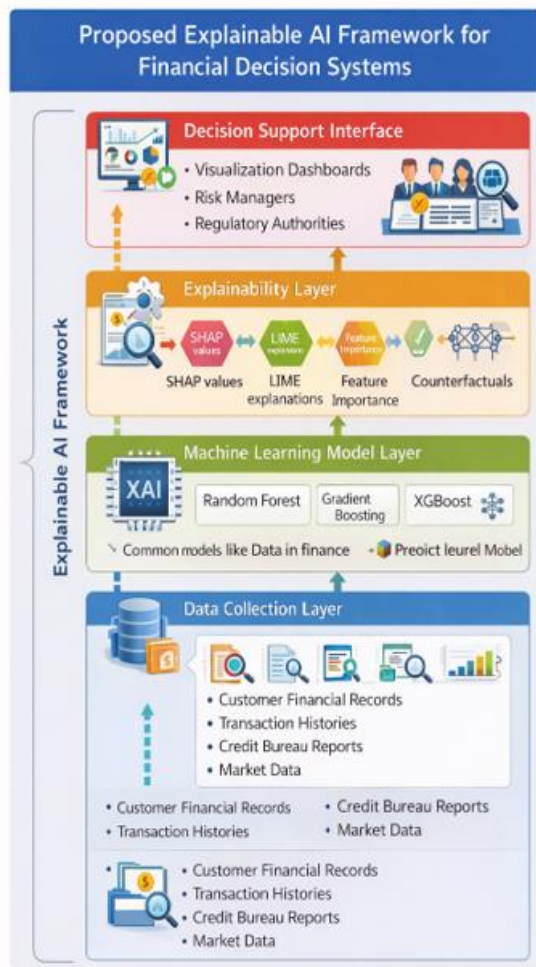 Proposed Explainable AI Framework for
Financial Decision Systems
Explainable AI Framework
Decision Support Interface
• Visualization Dashboards
• Risk Managers
• Regulatory Authorities
Explainability Layer
SHAP values
LIME explanations
Feature Importance
SHAP values
LIME explanations
Feature Importance
Counterfactuals
Machine Learning Model Layer
XAI
Random Forest
Gradient Boosting
XGBoost
Common models like Data in finance
Preoict leurel Mobel
Data Collection Layer
• Customer Financial Records
• Transaction Histories
• Credit Bureau Reports
• Market Data
• Customer Financial Records
• Transaction Histories
• Credit Bureau Reports
• Market Data
• Customer Financial Records
• Transaction Histories
• Credit Bureau Reports
• Market Data